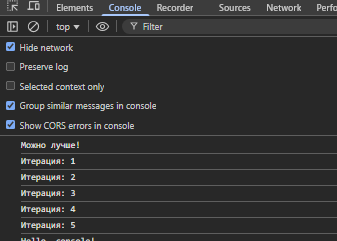 Elements Console Recorder Sources Network
top Filter
Hide network
Preserve log
Selected context only
Group similar messages in console
Show CORS errors in console
Можно лучше!
Итерация: 1
Итерация: 2
Итерация: 3
Итерация: 4
Итерация: 5
Hello, console!